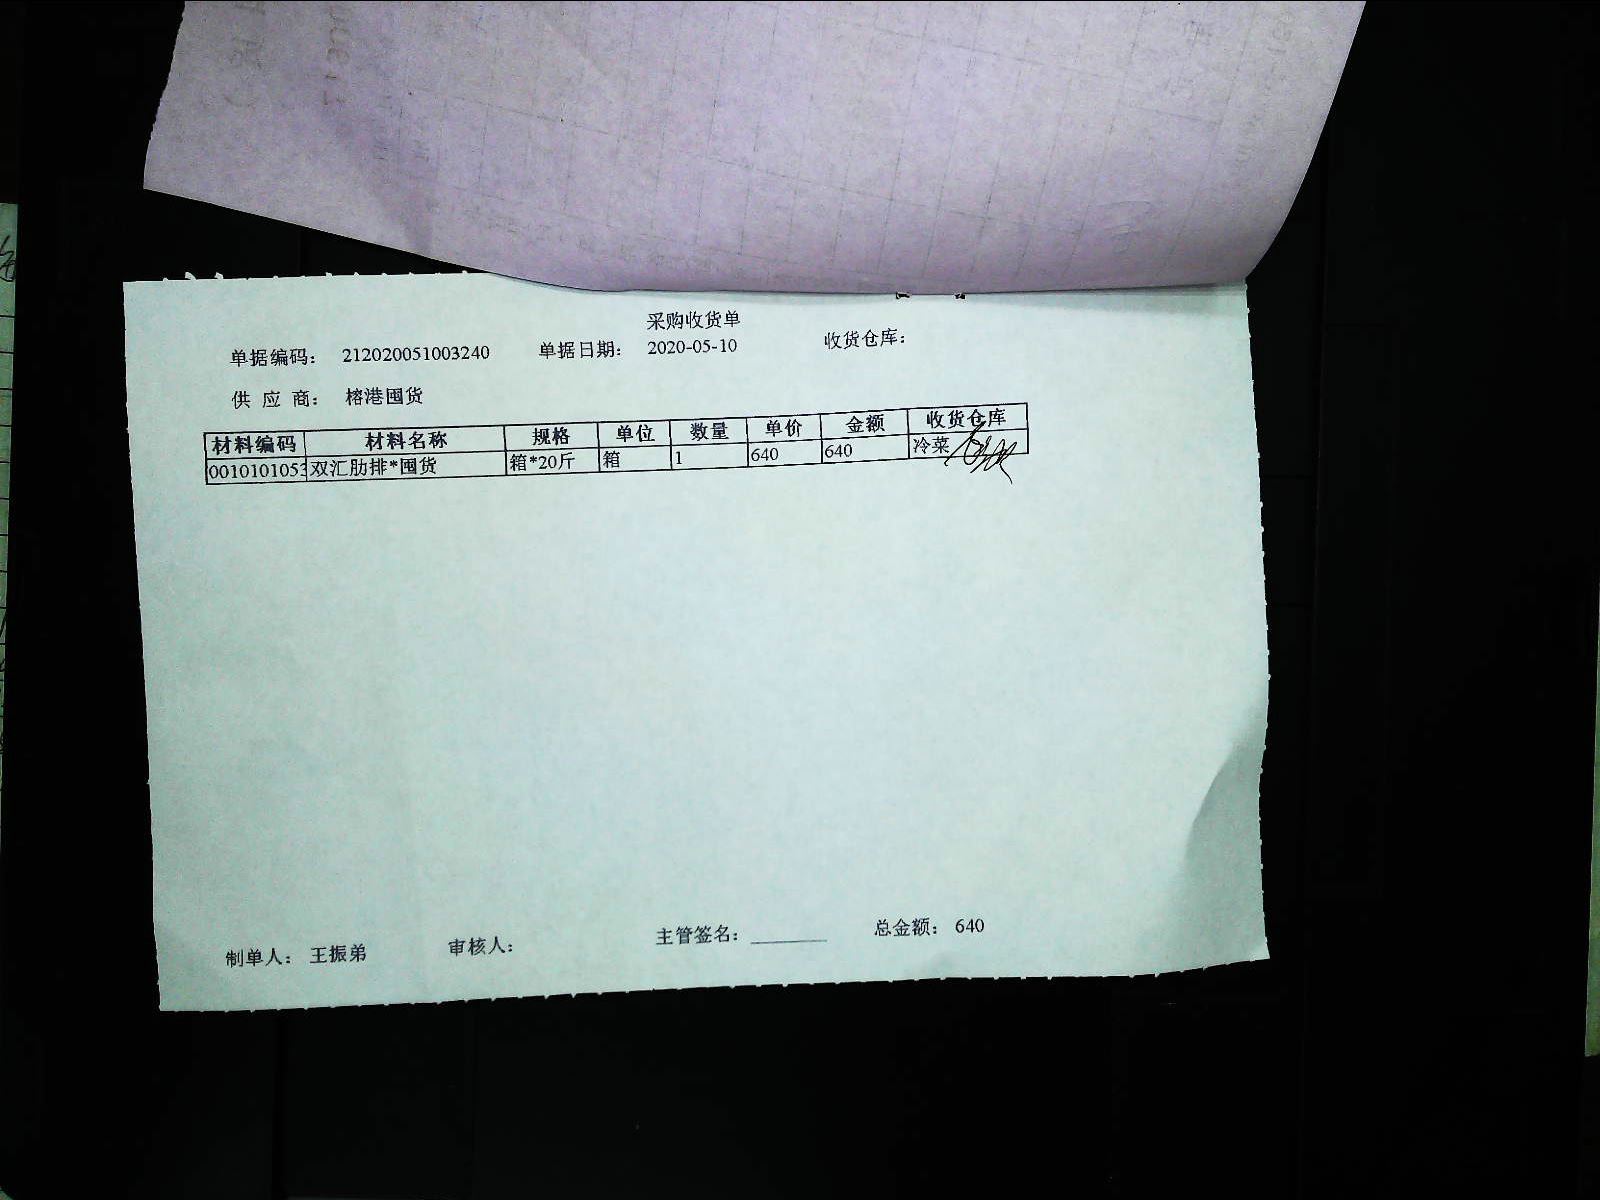 采购收货单
单据编码： 212020051003240 单据日期： 2020-05-10 收货仓库：
供 应 商： 榕港囤货
材料编码 材料名称 规格 单位 数量 单价 金额 收货仓库
0010101053 双汇肋排*囤货 箱*20斤 箱 1 640 640 冷菜
制单人： 王振弟 审核人： 主管签名： ________ 总金额： 640